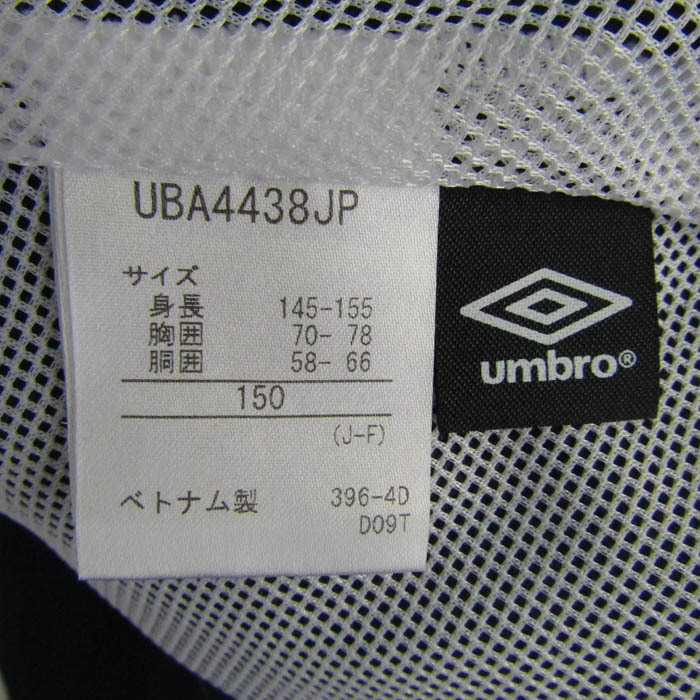 UBA4438JP
サイズ
身長 145-155
胸囲 70- 78
胴囲 58- 66
150
(J-F)
ベトナム製 396-4D
D09T
umbro®